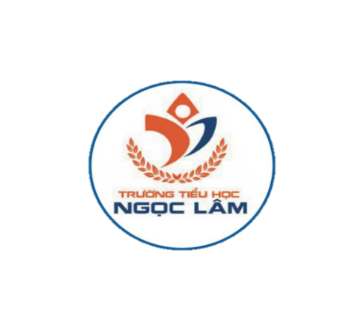 TRƯỜNG TIỂU HỌC
NGỌC LÂM